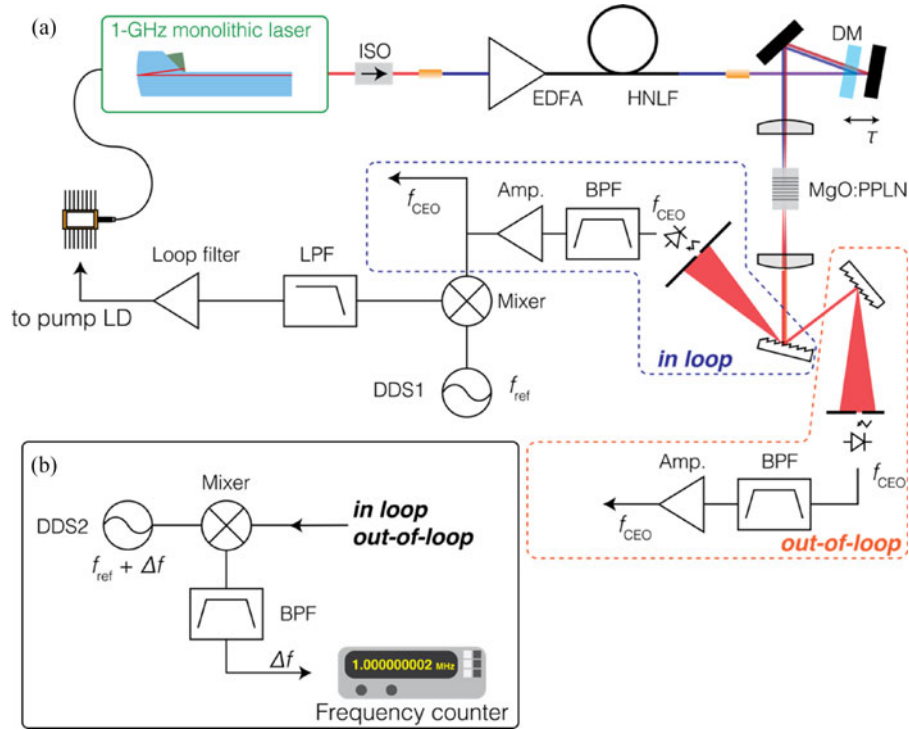 (a)
1-GHz monolithic laser
ISO
EDFA
HNLF
DM
τ
MgO:PPLN
fCEO
Amp.
BPF
fCEO
Loop filter
LPF
Mixer
to pump LD
in loop
DDS1
fref
Amp.
BPF
fCEO
fCEO
out-of-loop
(b)
Mixer
DDS2
in loop
out-of-loop
fref + Δf
BPF
Δf
1.000000002 MHz
Frequency counter